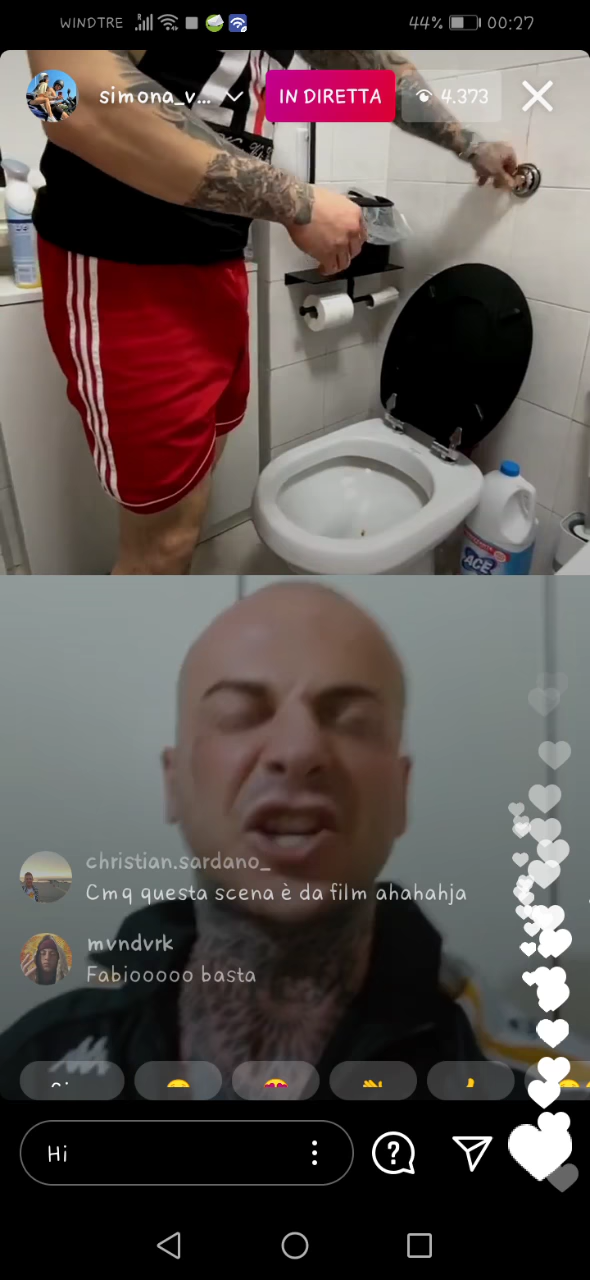 WINDTRE
44%
00:27
simona_v...
IN DIRETTA
4.373
ACE
christian.sardano_
Cmq questa scena è da film ahahahja
mvndvrk
Fabiooooo basta
Hi